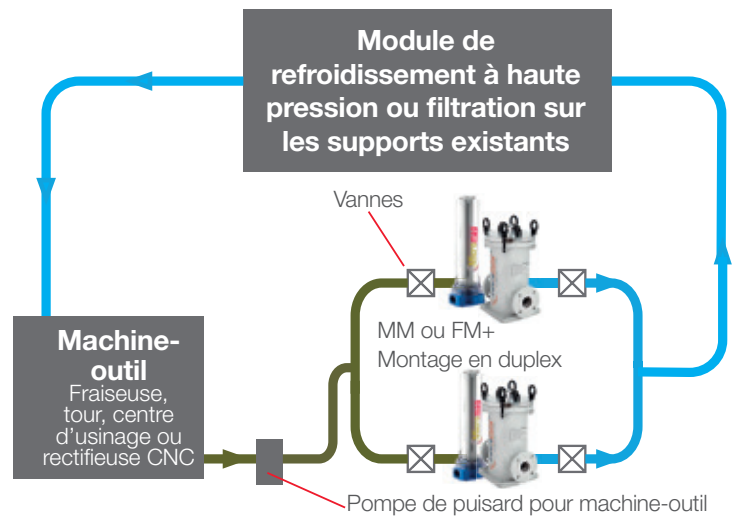 Module de
refroidissement à haute
pression ou filtration sur
les supports existants
Vannes
MM ou FM+
Montage en duplex
Machine-
outil
Fraiseuse,
tour, centre
d'usinage ou
rectifieuse CNC
Pompe de puisard pour machine-outil